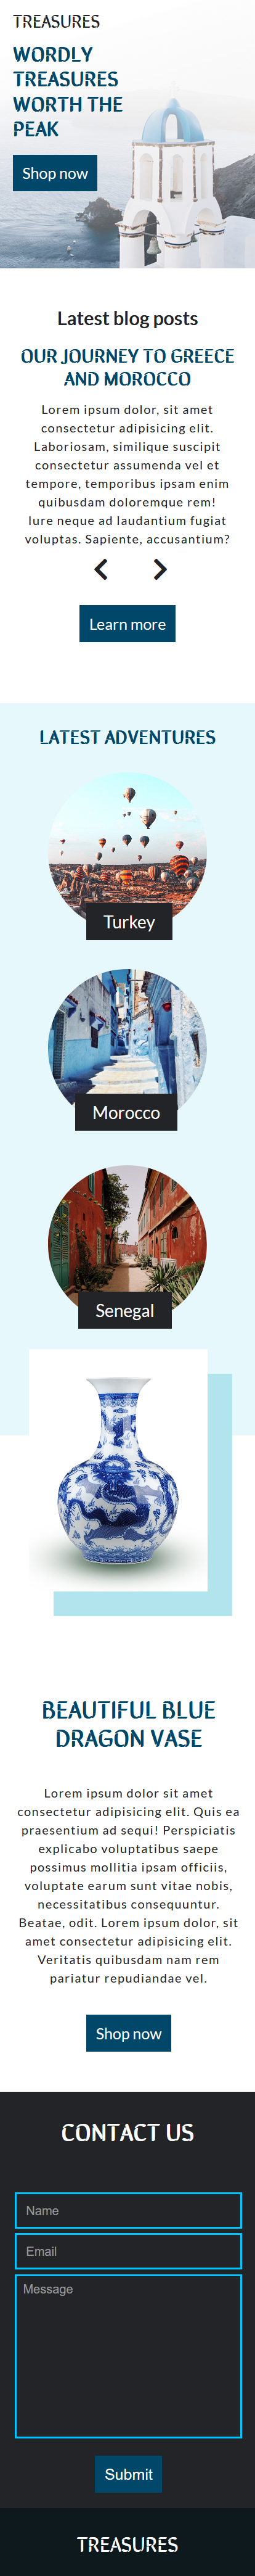 TREASURES
WORDLY
TREASURES
WORTH THE
PEAK
Shop now
Latest blog posts
OUR JOURNEY TO GREECE
AND MOROCCO
Lorem ipsum dolor, sit amet
consectetur adipisicing elit.
Laboriosam, similique suscipit
consectetur assumenda vel et
tempore, temporibus ipsam enim
quibusdam doloremque rem!
Iure neque ad laudantium fugiat
voluptas. Sapiente, accusantium?
Learn more
LATEST ADVENTURES
Turkey
Morocco
Senegal
BEAUTIFUL BLUE
DRAGON VASE
Lorem ipsum dolor sit amet
consectetur adipisicing elit. Quis ea
praesentium ad sequi! Perspiciatis
explicabo voluptatibus saepe
possimus mollitia ipsam officiis,
voluptate earum sunt vitae nobis,
necessitatibus consequuntur.
Beatae, odit. Lorem ipsum dolor, sit
amet consectetur adipisicing elit.
Veritatis quibusdam nam rem
pariatur repudiandae vel.
Shop now
CONTACT US
Name
Email
Message
Submit
TREASURES